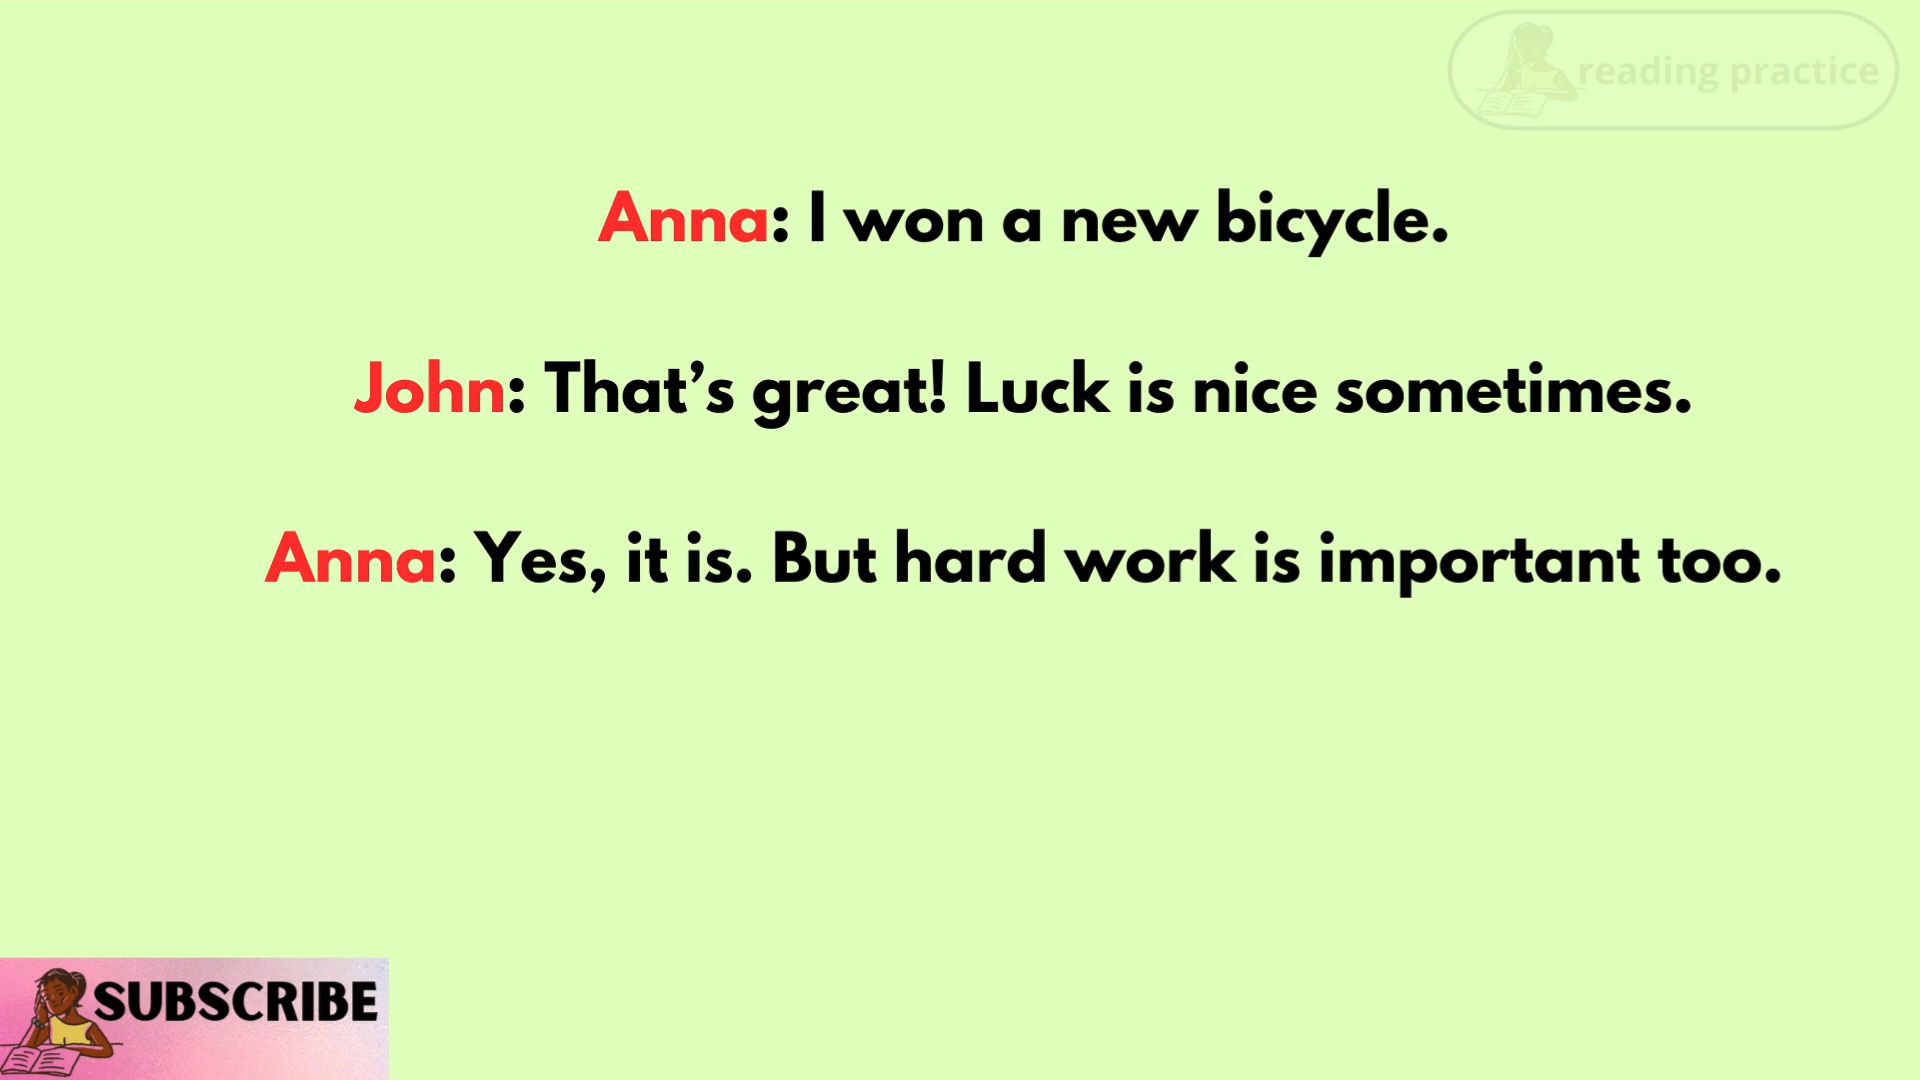 reading practice
Anna: I won a new bicycle.
John: That’s great! Luck is nice sometimes.
Anna: Yes, it is. But hard work is important too.
SUBSCRIBE